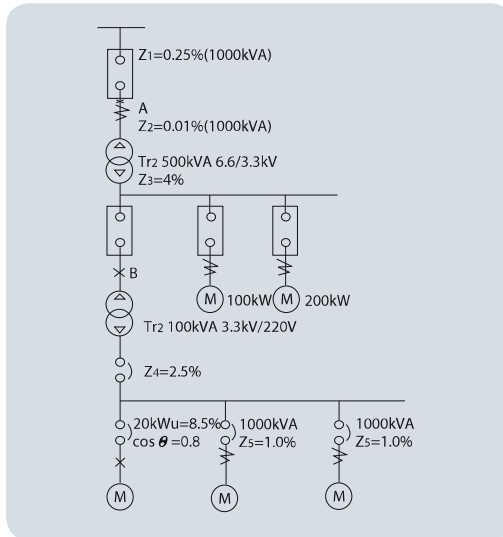 Z1=0.25%(1000kVA)
A
Z2=0.01%(1000kVA)
Tr2 500kVA 6.6/3.3kV
Z3=4%
B
M 100kW M 200kW
Tr2 100kVA 3.3kV/220V
Z4=2.5%
20kWu=8.5% 1000kVA 1000kVA
cos θ =0.8 Z5=1.0% Z5=1.0%
M M M